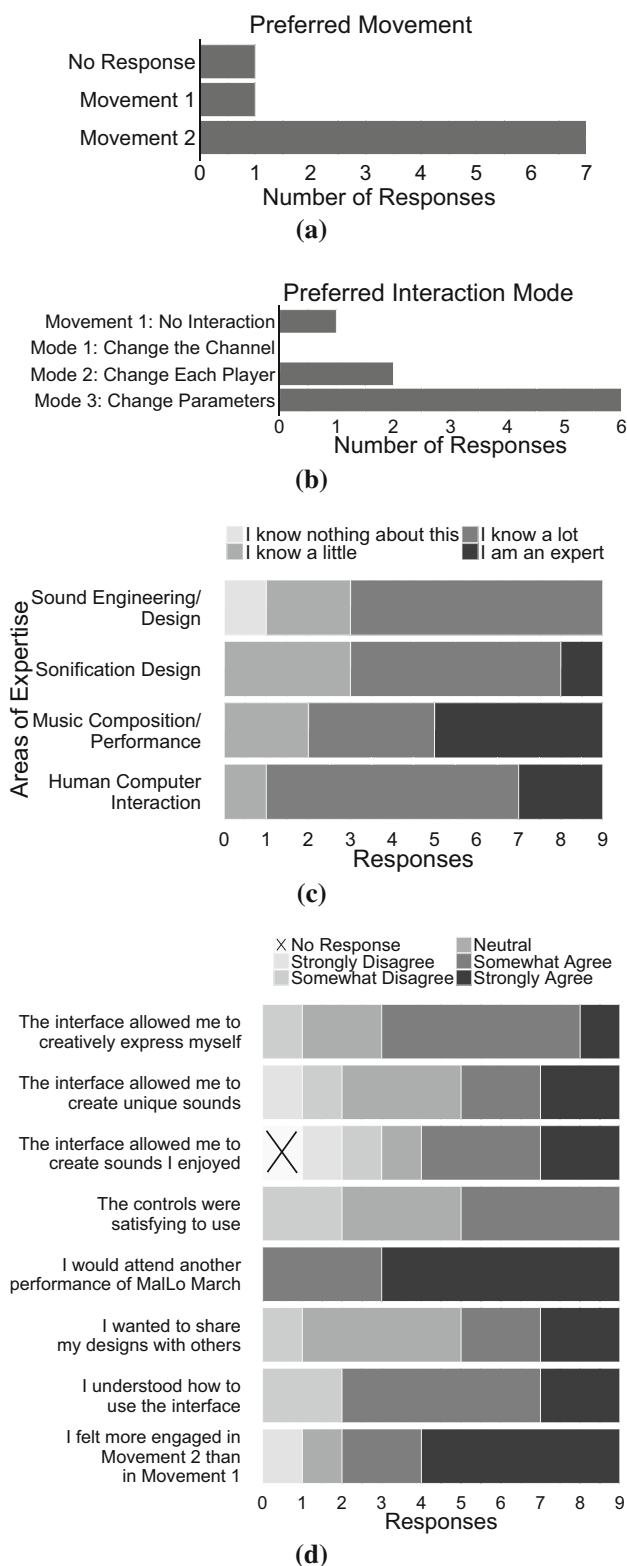 Preferred Movement
No Response
Movement 1
Movement 2
0 1 2 3 4 5 6 7
Number of Responses
(a)
Preferred Interaction Mode
Movement 1: No Interaction
Mode 1: Change the Channel
Mode 2: Change Each Player
Mode 3: Change Parameters
0 1 2 3 4 5 6
Number of Responses
(b)
I know nothing about this I know a lot
I know a little I am an expert
Areas of Expertise
Sound Engineering/
Design
Sonification Design
Music Composition/
Performance
Human Computer
Interaction
0 1 2 3 4 5 6 7 8 9
Responses
(c)
No Response Neutral
Strongly Disagree Somewhat Agree
Somewhat Disagree Strongly Agree
The interface allowed me to
creatively express myself
The interface allowed me to
create unique sounds
The interface allowed me to
create sounds I enjoyed
The controls were
satisfying to use
I would attend another
performance of MalLo March
I wanted to share
my designs with others
I understood how to
use the interface
I felt more engaged in
Movement 2 than
in Movement 1
0 1 2 3 4 5 6 7 8 9
Responses
(d)